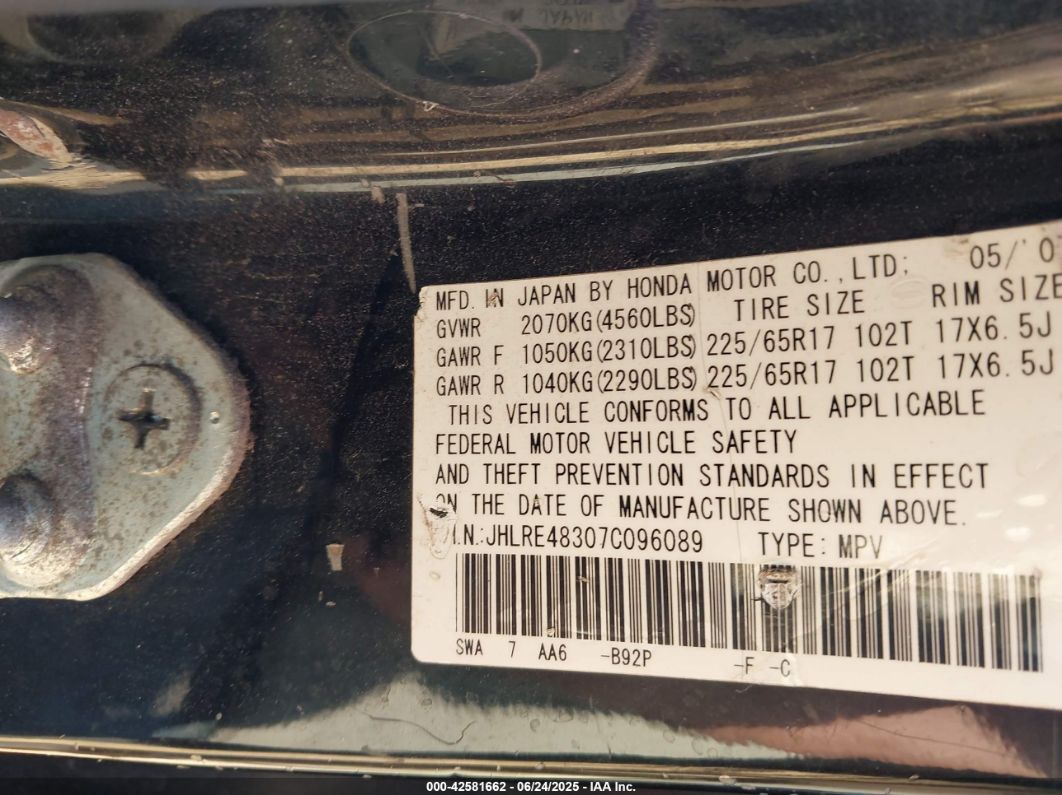 MFD. IN JAPAN BY HONDA MOTOR CO., LTD; 05/'07
GVWR 2070KG(4560LBS) TIRE SIZE RIM SIZE
GAWR F 1050KG(2310LBS) 225/65R17 102T 17X6.5J
GAWR R 1040KG(2290LBS) 225/65R17 102T 17X6.5J
THIS VEHICLE CONFORMS TO ALL APPLICABLE
FEDERAL MOTOR VEHICLE SAFETY
AND THEFT PREVENTION STANDARDS IN EFFECT
ON THE DATE OF MANUFACTURE SHOWN ABOVE.
I.N.:JHLRE48307C096089 TYPE: MPV
SWA 7 AA6 -B92P -F -C
000-42581662 - 06/24/2025 - IAA Inc.